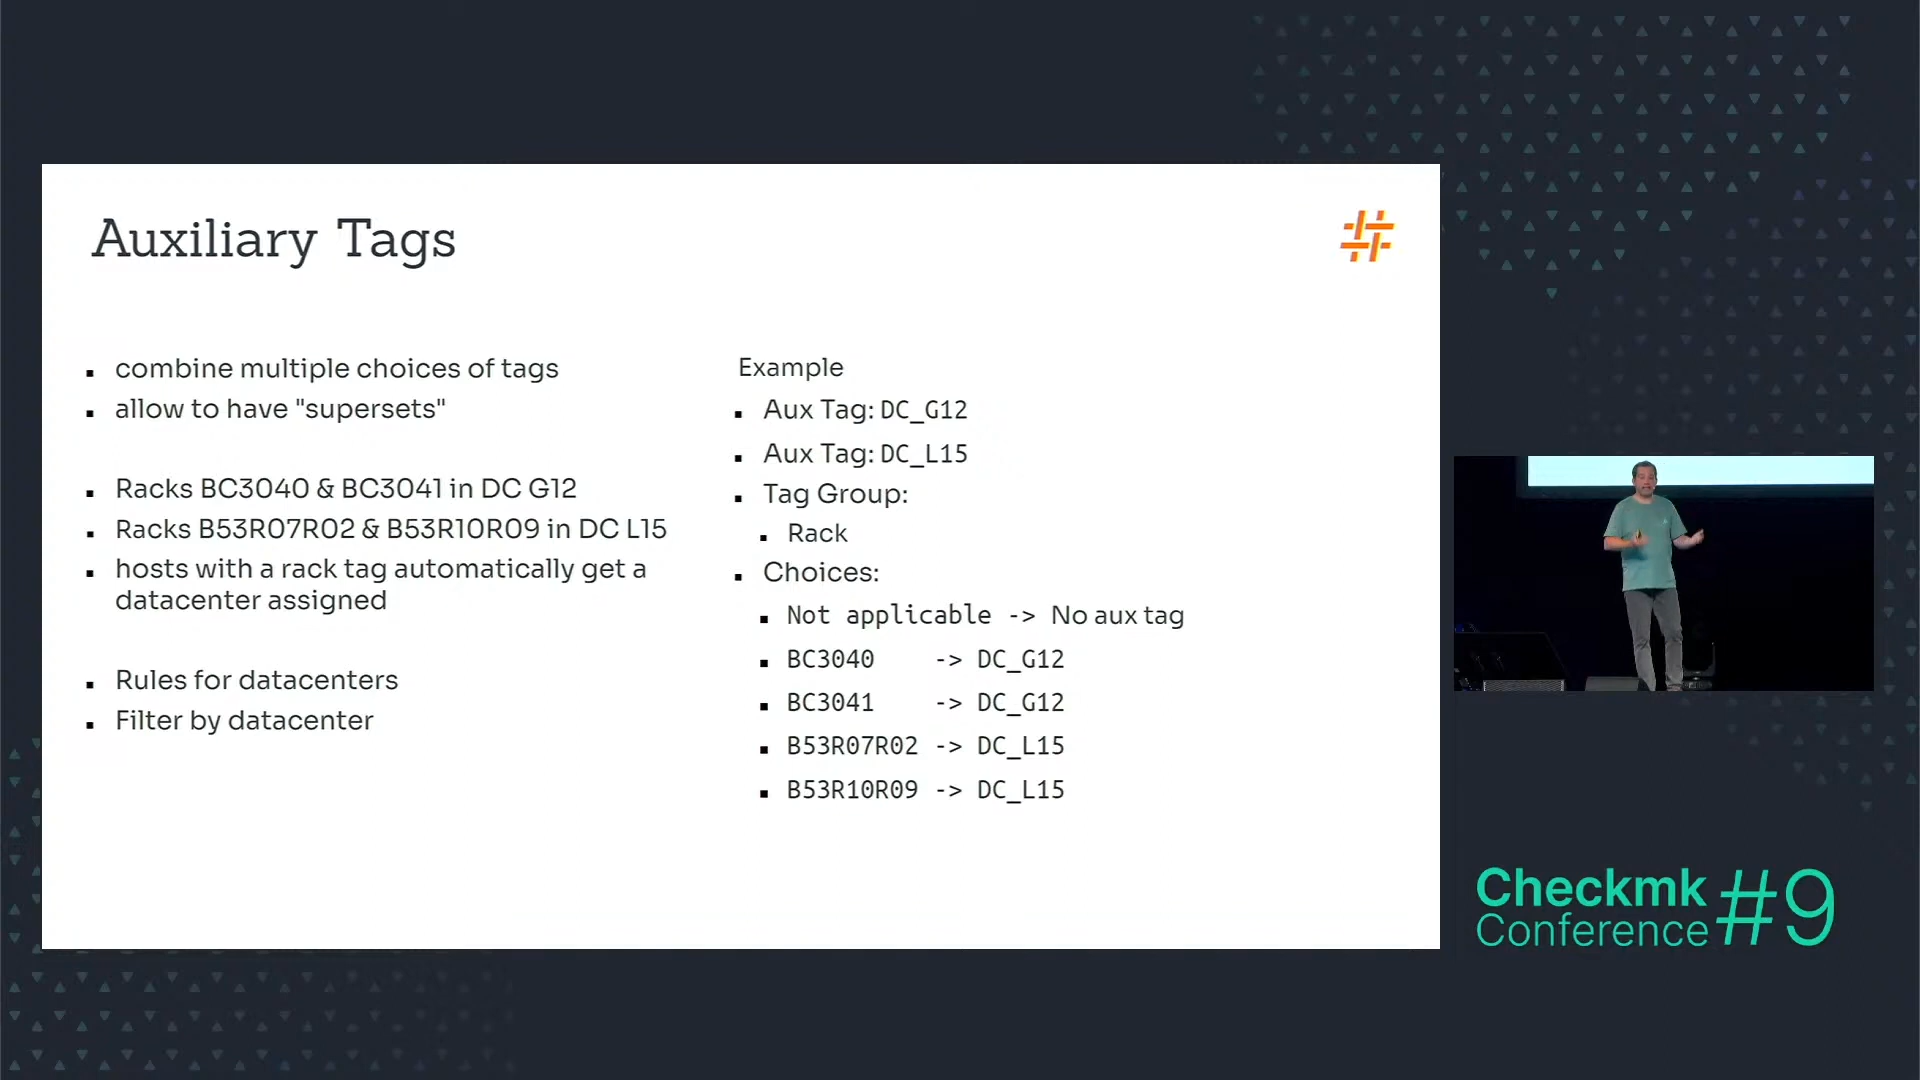 Auxiliary Tags
combine multiple choices of tags
allow to have "supersets"
Racks BC3040 & BC3041 in DC G12
Racks B53R07R02 & B53R10R09 in DC L15
hosts with a rack tag automatically get a
datacenter assigned
Rules for datacenters
Filter by datacenter
Example
Aux Tag: DC_G12
Aux Tag: DC_L15
Tag Group:
Rack
Choices:
Not applicable -> No aux tag
BC3040 -> DC_G12
BC3041 -> DC_G12
B53R07R02 -> DC_L15
B53R10R09 -> DC_L15
Checkmk
Conference #9